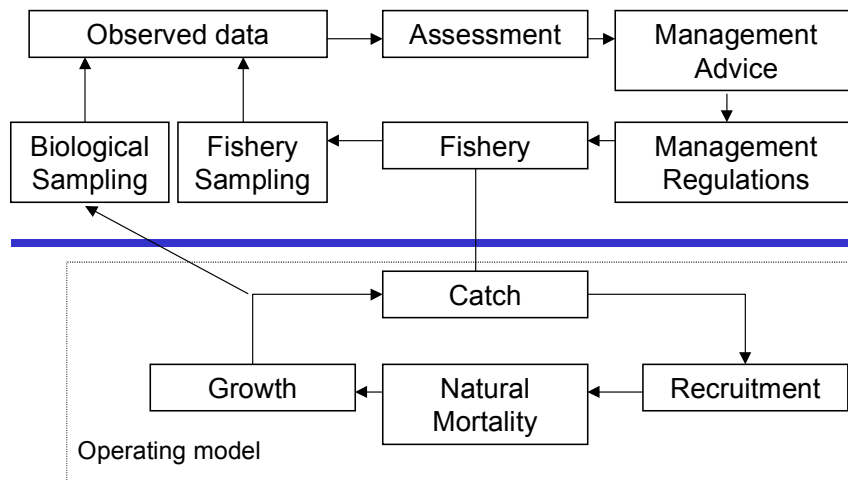 Observed data
Assessment
Management
Advice
Biological
Sampling
Fishery
Sampling
Fishery
Management
Regulations
Catch
Growth
Natural
Mortality
Recruitment
Operating model